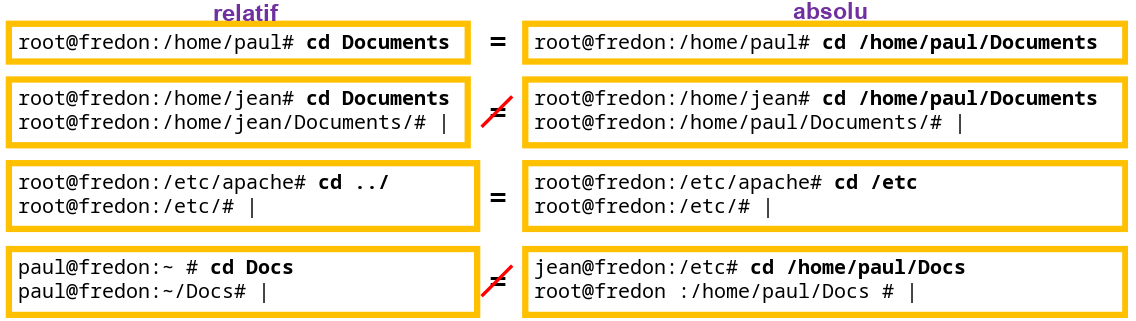 relatif absolu
root@fredon:/home/paul# cd Documents = root@fredon:/home/paul# cd /home/paul/Documents
root@fredon:/home/jean# cd Documents = root@fredon:/home/jean# cd /home/paul/Documents
root@fredon:/home/jean/Documents/# | root@fredon:/home/paul/Documents/# |
root@fredon:/etc/apache# cd ../ = root@fredon:/etc/apache# cd /etc
root@fredon:/etc/# | root@fredon:/etc/# |
paul@fredon:~ # cd Docs = jean@fredon:/etc# cd /home/paul/Docs
paul@fredon:~/Docs# | root@fredon :/home/paul/Docs # |